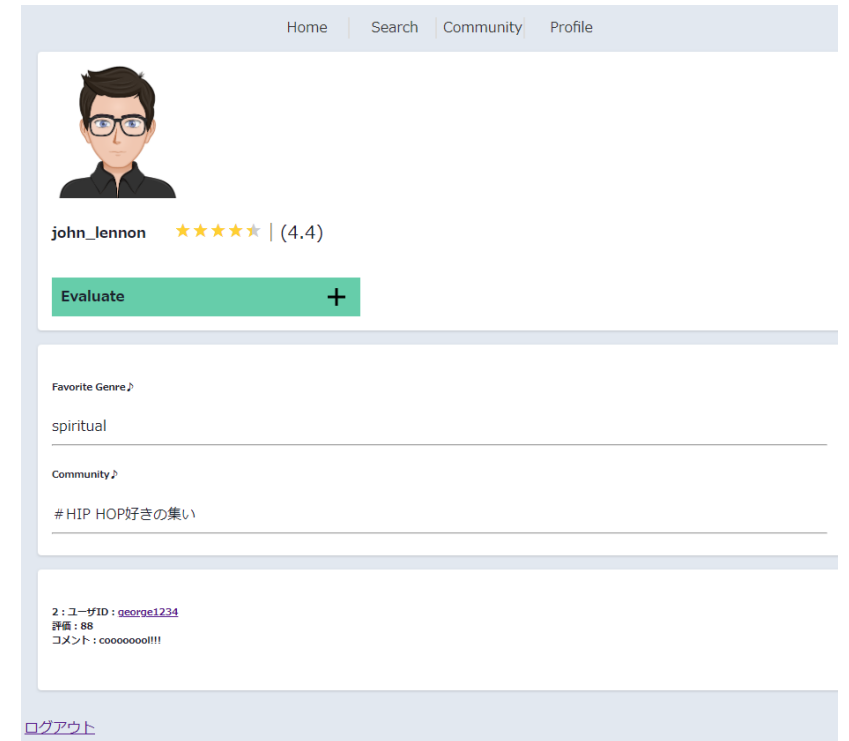 Home Search Community Profile
john_lennon ★★★★★ | (4.4)
Evaluate +
Favorite Genre♪
spiritual
Community♪
#HIP HOP好きの集い
2:ユーザID:george1234
評価:88
コメント:coooooool!!!
ログアウト